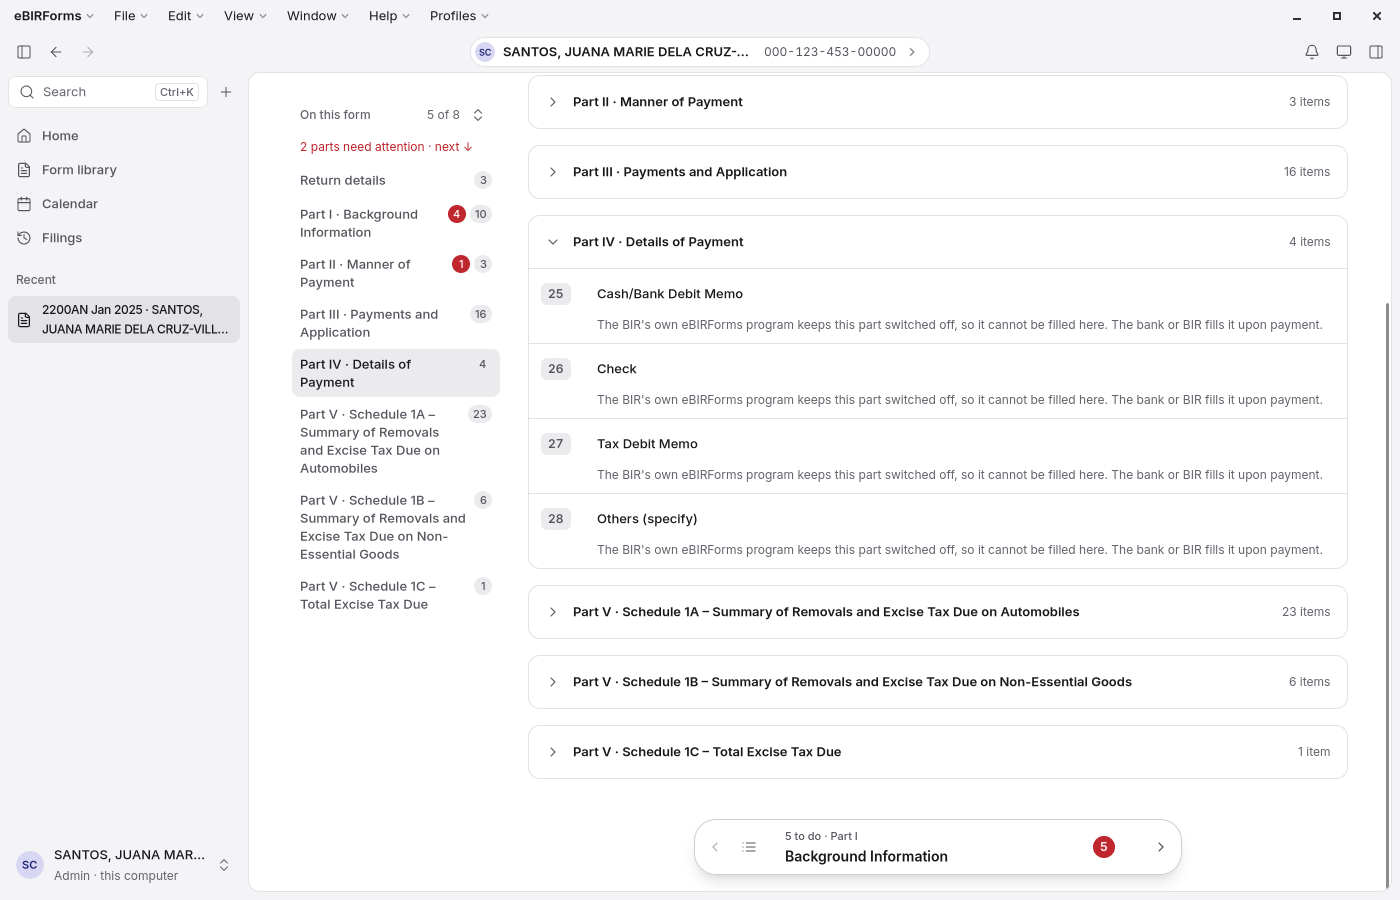 eBIRForms File Edit View Window Help Profiles
SC SANTOS, JUANA MARIE DELA CRUZ-... 000-123-453-00000
Search Ctrl+K
Home
Form library
Calendar
Filings
Recent
2200AN Jan 2025 · SANTOS,
JUANA MARIE DELA CRUZ-VILL...
SC SANTOS, JUANA MAR...
Admin · this computer
On this form 5 of 8
2 parts need attention · next ↓
Return details 3
Part I · Background 4 10
Information
Part II · Manner of 1 3
Payment
Part III · Payments and 16
Application
Part IV · Details of 4
Payment
Part V · Schedule 1A – 23
Summary of Removals
and Excise Tax Due on
Automobiles
Part V · Schedule 1B – 6
Summary of Removals and
Excise Tax Due on Non-
Essential Goods
Part V · Schedule 1C – 1
Total Excise Tax Due
Part II · Manner of Payment 3 items
Part III · Payments and Application 16 items
Part IV · Details of Payment 4 items
25 Cash/Bank Debit Memo
The BIR's own eBIRForms program keeps this part switched off, so it cannot be filled here. The bank or BIR fills it upon payment.
26 Check
The BIR's own eBIRForms program keeps this part switched off, so it cannot be filled here. The bank or BIR fills it upon payment.
27 Tax Debit Memo
The BIR's own eBIRForms program keeps this part switched off, so it cannot be filled here. The bank or BIR fills it upon payment.
28 Others (specify)
The BIR's own eBIRForms program keeps this part switched off, so it cannot be filled here. The bank or BIR fills it upon payment.
Part V · Schedule 1A – Summary of Removals and Excise Tax Due on Automobiles 23 items
Part V · Schedule 1B – Summary of Removals and Excise Tax Due on Non-Essential Goods 6 items
Part V · Schedule 1C – Total Excise Tax Due 1 item
5 to do · Part I
Background Information 5